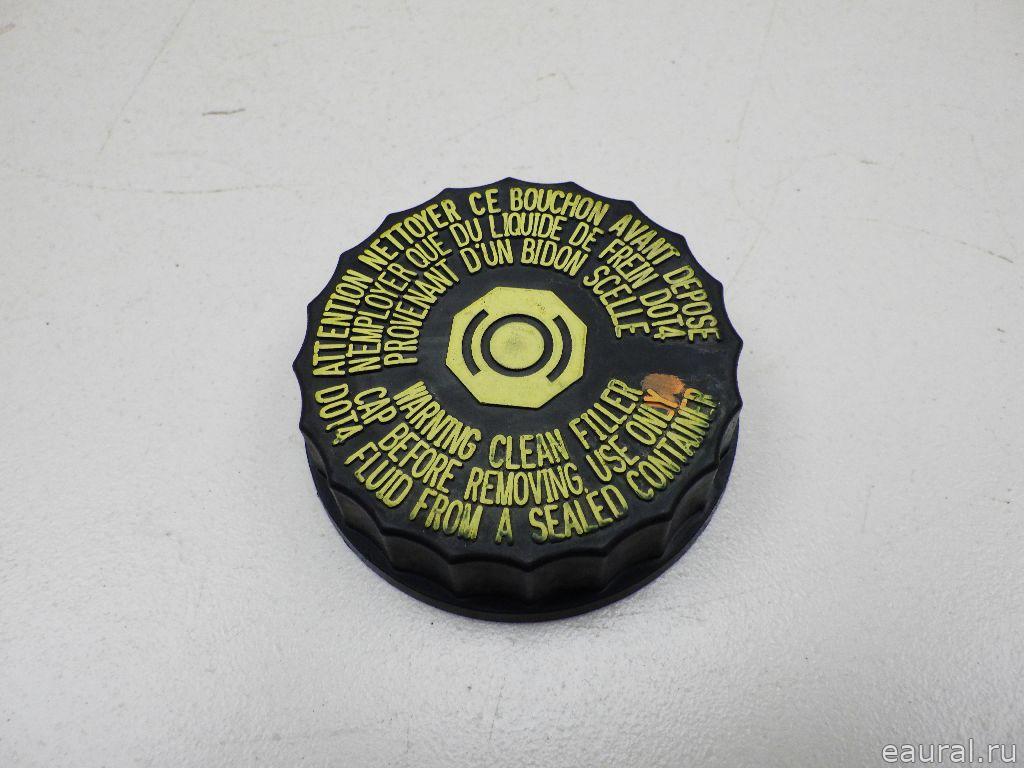 ATTENTION NETTOYER CE BOUCHON AVANT DEPOSE
N'EMPLOYER QUE DU LIQUIDE DE FREIN DOT4
PROVENANT D'UN BIDON SCELLE
WARNING CLEAN FILLER
CAP BEFORE REMOVING. USE ONLY
DOT4 FLUID FROM A SEALED CONTAINER
eaural.ru